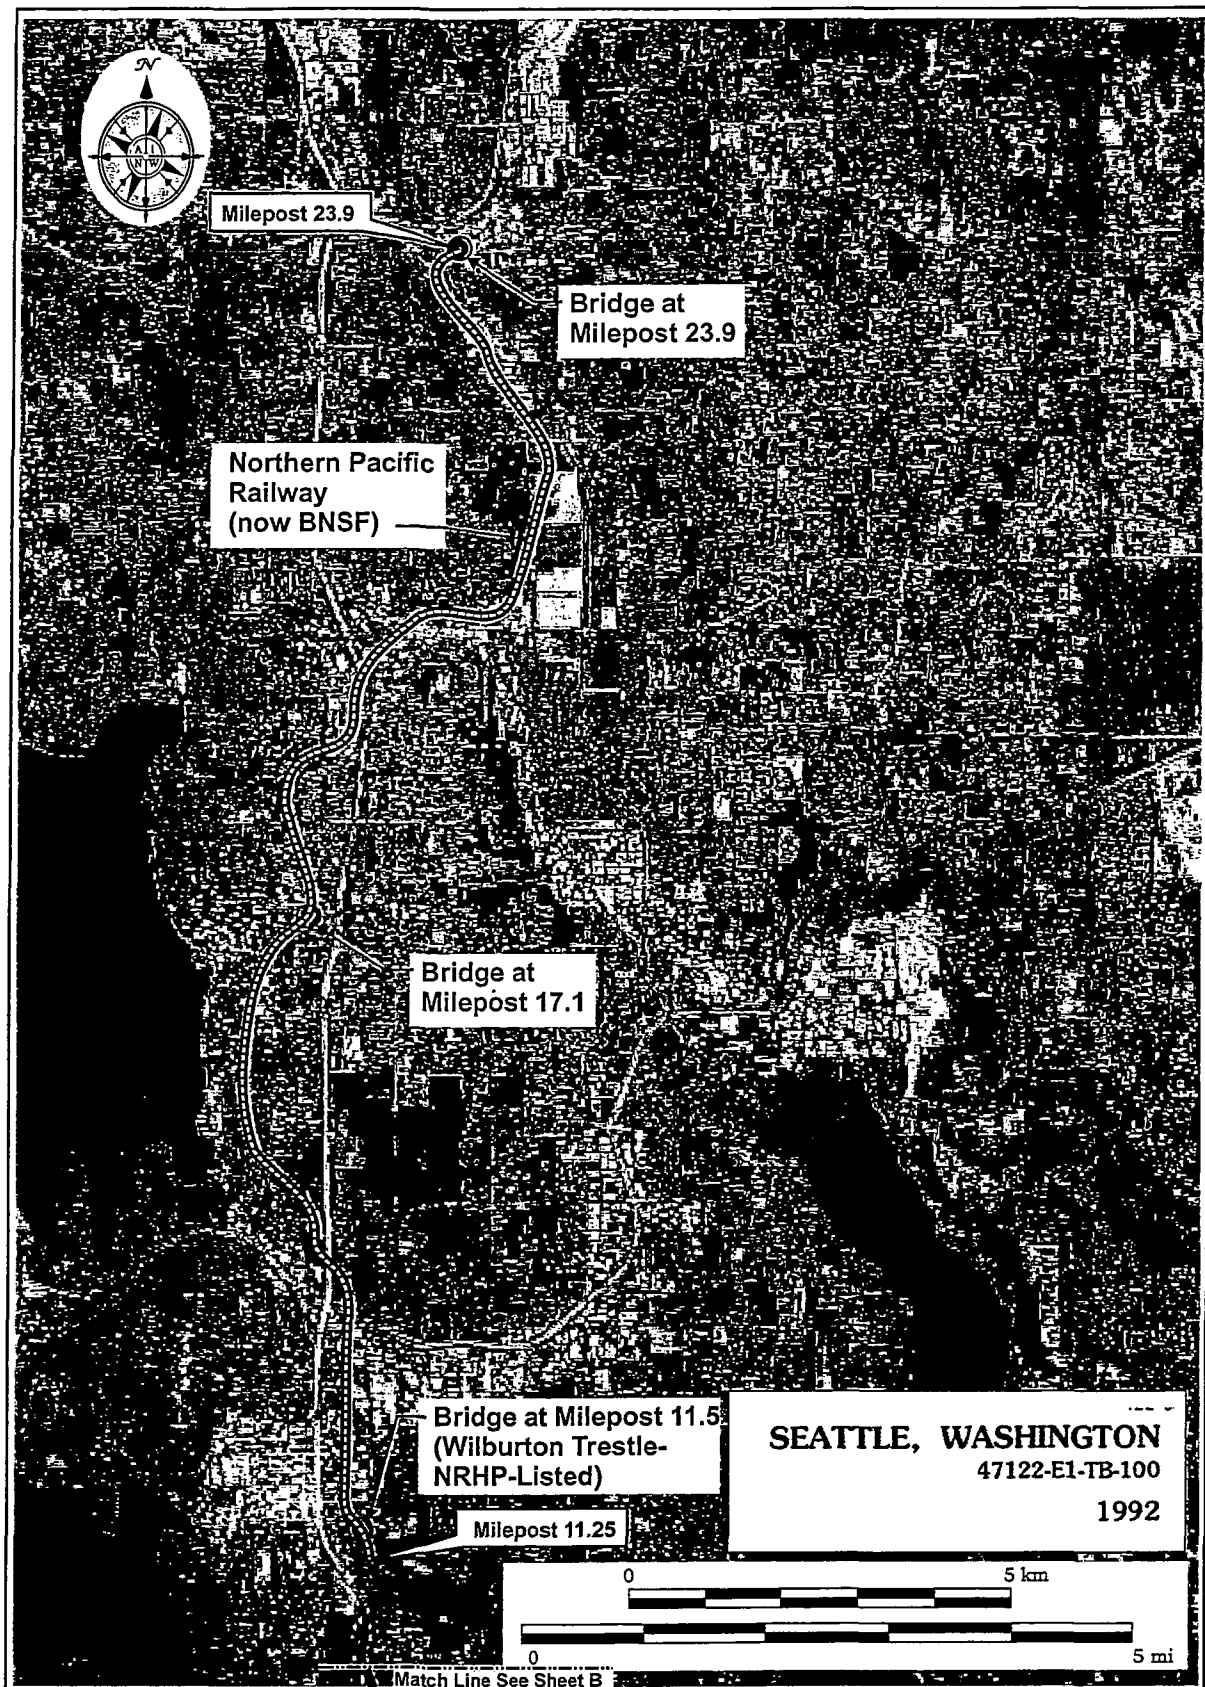 N
Milepost 23.9
Bridge at
Milepost 23.9
Northern Pacific
Railway
(now BNSF)
Bridge at
Milepost 17.1
Bridge at Milepost 11.5
(Wilburton Trestle-
NRHP-Listed)
Milepost 11.25
SEATTLE, WASHINGTON
47122-E1-TB-100
1992
0 5 km
0 5 mi
Match Line See Sheet B